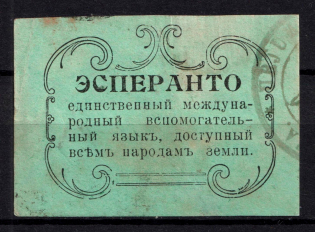 ЭСПЕРАНТО
единственный междуна-
родный вспомогатель-
ный языкъ, доступный
всѣмъ народамъ земли.